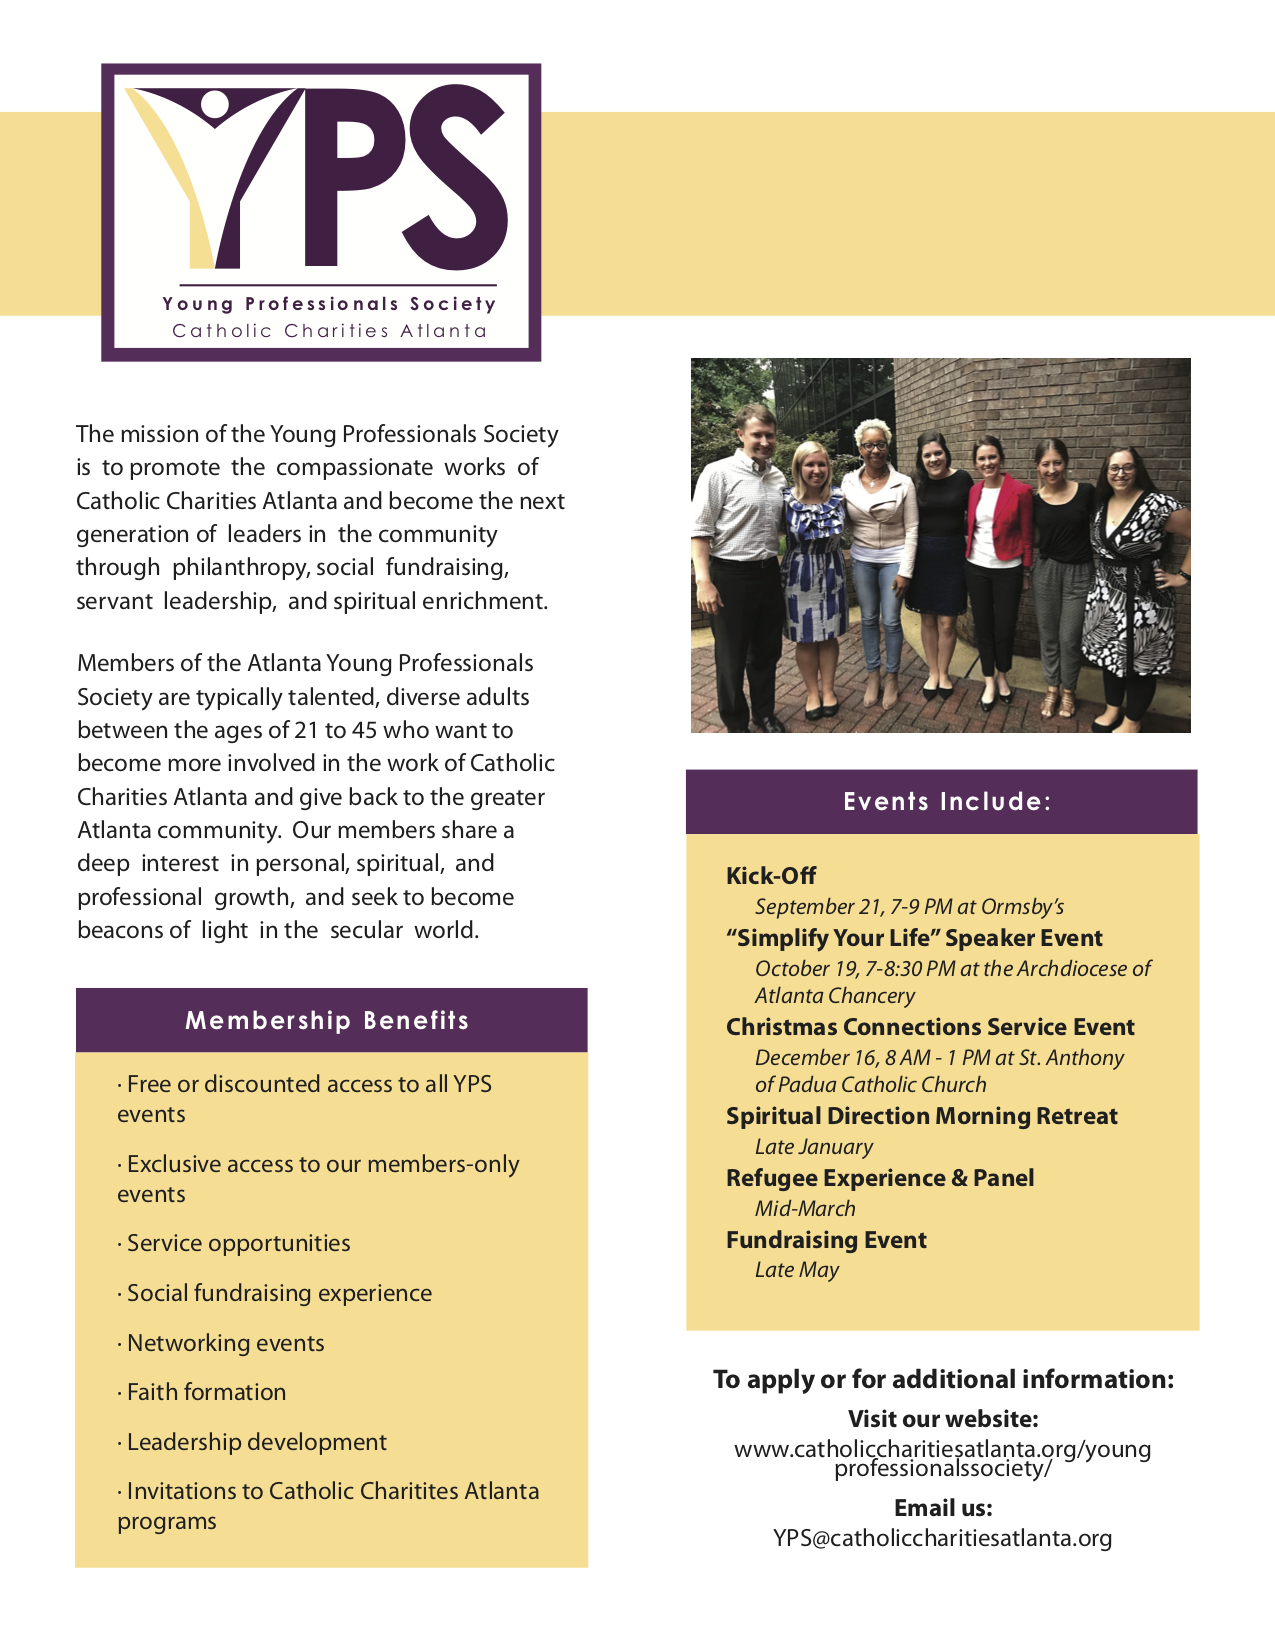 YPS
Young Professionals Society
Catholic Charities Atlanta
The mission of the Young Professionals Society
is to promote the compassionate works of
Catholic Charities Atlanta and become the next
generation of leaders in the community
through philanthropy, social fundraising,
servant leadership, and spiritual enrichment.
Members of the Atlanta Young Professionals
Society are typically talented, diverse adults
between the ages of 21 to 45 who want to
become more involved in the work of Catholic
Charities Atlanta and give back to the greater
Atlanta community. Our members share a
deep interest in personal, spiritual, and
professional growth, and seek to become
beacons of light in the secular world.
Membership Benefits
· Free or discounted access to all YPS
events
· Exclusive access to our members-only
events
· Service opportunities
· Social fundraising experience
· Networking events
· Faith formation
· Leadership development
· Invitations to Catholic Charitites Atlanta
programs
Events Include:
Kick-Off
September 21, 7-9 PM at Ormsby’s
“Simplify Your Life” Speaker Event
October 19, 7-8:30 PM at the Archdiocese of
Atlanta Chancery
Christmas Connections Service Event
December 16, 8 AM - 1 PM at St. Anthony
of Padua Catholic Church
Spiritual Direction Morning Retreat
Late January
Refugee Experience & Panel
Mid-March
Fundraising Event
Late May
To apply or for additional information:
Visit our website:
www.catholiccharitiesatlanta.org/young
professionalssociety/
Email us:
YPS@catholiccharitiesatlanta.org